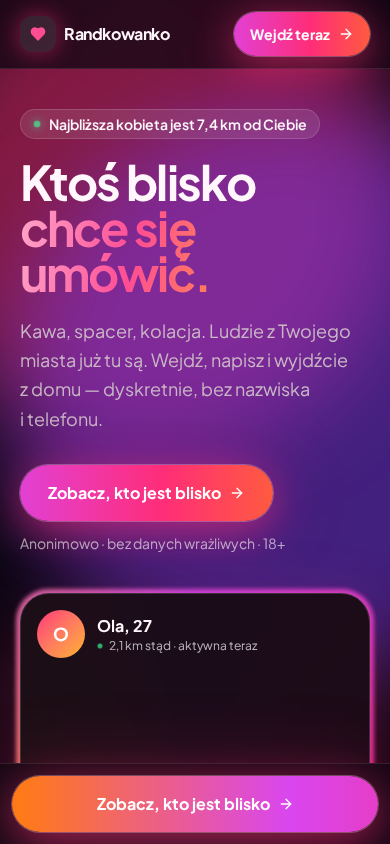 Randkowanko
Wejdź teraz →
Najbliższa kobieta jest 7,4 km od Ciebie
Ktoś blisko
chce się
umówić.
Kawa, spacer, kolacja. Ludzie z Twojego
miasta już tu są. Wejdź, napisz i wyjdźcie
z domu — dyskretnie, bez nazwiska
i telefonu.
Zobacz, kto jest blisko →
Anonimowo · bez danych wrażliwych · 18+
O
Ola, 27
2,1 km stąd · aktywna teraz
Zobacz, kto jest blisko →